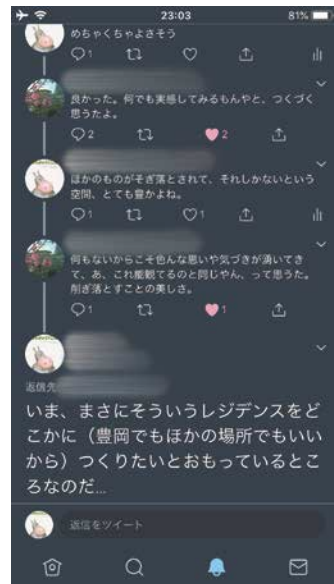 23:03
81%
めちゃくちゃよさそう
1
良かった。何でも実感してみるもんやと、つくづく
思うたよ。
2
2
ほかのものがそぎ落とされて、それしかないという
空間、とても豊かよね。
1
1
何もないからこそ色んな思いや気づきが湧いてき
て、あ、これ能観てるのと同じやん、って思うた。
削ぎ落とすことの美しさ。
1
1
返信先
いま、まさにそういうレジデンスをど
こかに（豊岡でもほかの場所でもいい
から）つくりたいとおもっているとこ
ろなのだ…
返信をツイート